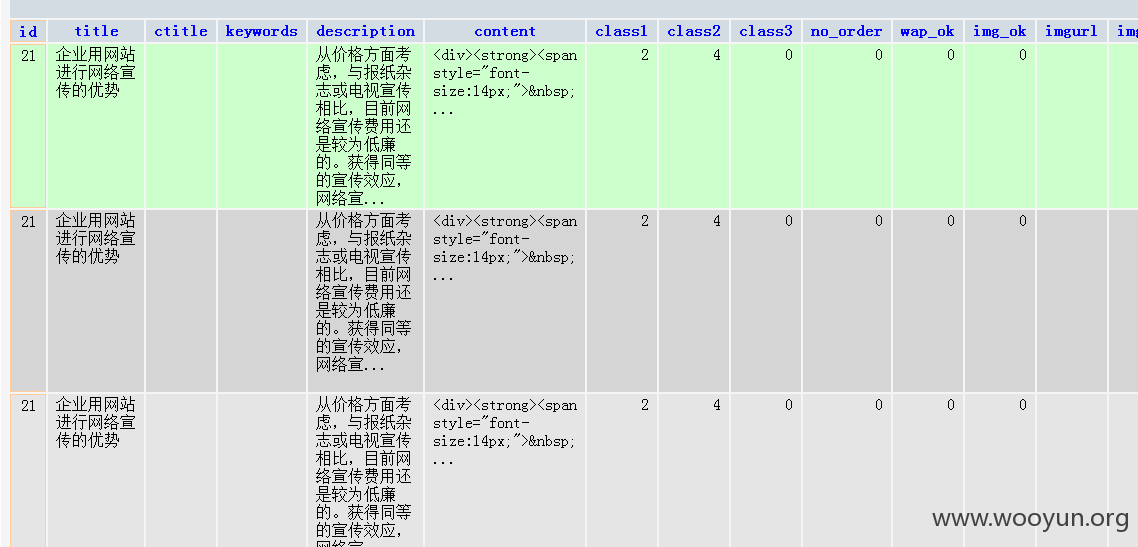 id title ctitle keywords description content class1 class2 class3 no_order wap_ok img_ok imgurl img
21 企业用网站 从价格方面考 <div><strong><span 2 4 0 0 0 0
进行网络宣 虑，与报纸杂 style="font-
传的优势 志或电视宣传 size:14px;">&nbsp;
相比，目前网 ...
络宣传费用还
是较为低廉
的。获得同等
的宣传效应，
网络宣...
21 企业用网站 从价格方面考 <div><strong><span 2 4 0 0 0 0
进行网络宣 虑，与报纸杂 style="font-
传的优势 志或电视宣传 size:14px;">&nbsp;
相比，目前网 ...
络宣传费用还
是较为低廉
的。获得同等
的宣传效应，
网络宣...
21 企业用网站 从价格方面考 <div><strong><span 2 4 0 0 0 0
进行网络宣 虑，与报纸杂 style="font-
传的优势 志或电视宣传 size:14px;">&nbsp;
相比，目前网 ...
络宣传费用还
是较为低廉
的。获得同等
的宣传效应，
网络宣...
www.wooyun.org